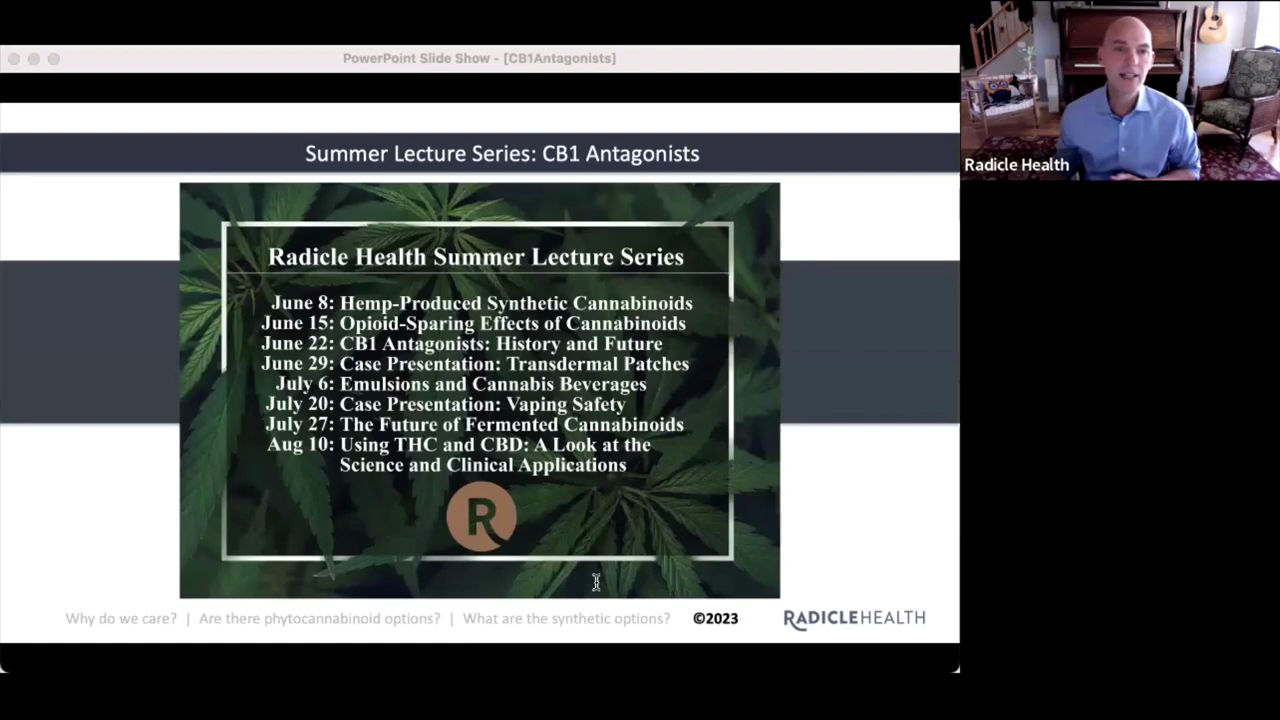 PowerPoint Slide Show - [CB1Antagonists]
Summer Lecture Series: CB1 Antagonists
Radicle Health Summer Lecture Series
June 8: Hemp-Produced Synthetic Cannabinoids
June 15: Opioid-Sparing Effects of Cannabinoids
June 22: CB1 Antagonists: History and Future
June 29: Case Presentation: Transdermal Patches
July 6: Emulsions and Cannabis Beverages
July 20: Case Presentation: Vaping Safety
July 27: The Future of Fermented Cannabinoids
Aug 10: Using THC and CBD: A Look at the
Science and Clinical Applications
R
Why do we care? | Are there phytocannabinoid options? | What are the synthetic options? ©2023 RADICLEHEALTH
Radicle Health